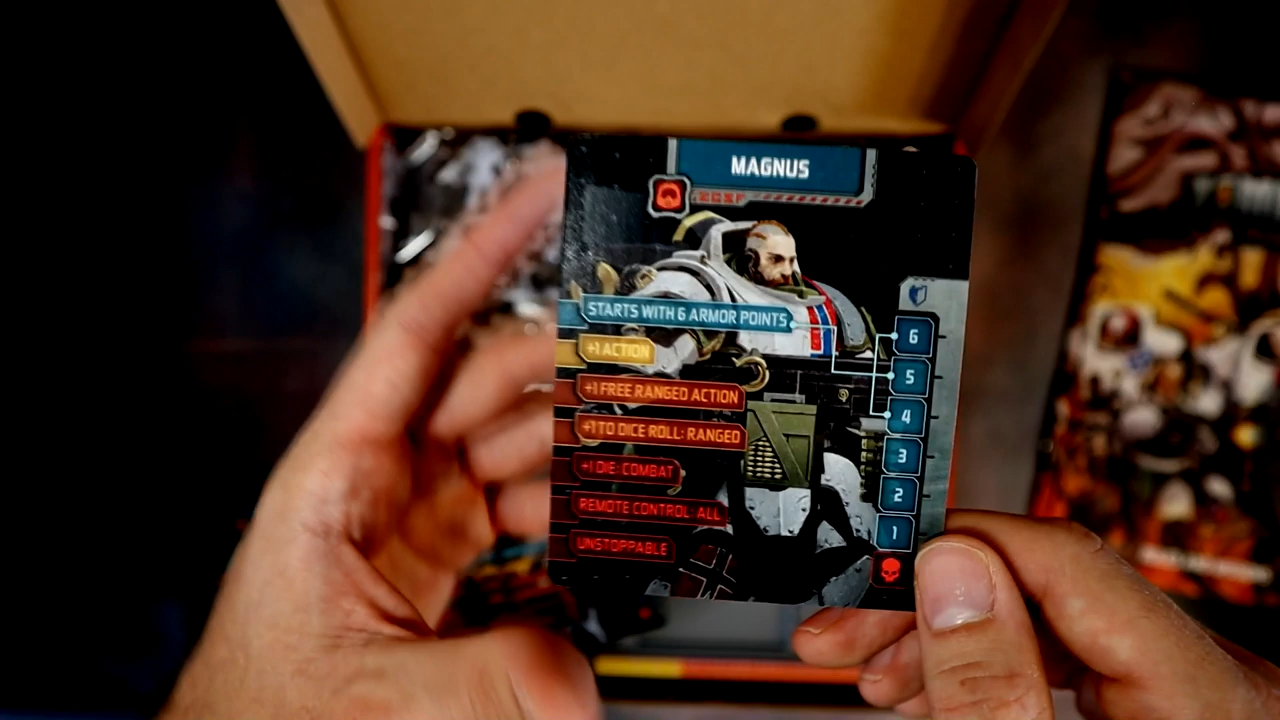 MAGNUS
STARTS WITH 6 ARMOR POINTS
+1 ACTION
+1 FREE RANGED ACTION
+1 TO DICE ROLL: RANGED
+1 DIE: COMBAT
REMOTE CONTROL: ALL
UNSTOPPABLE
6
5
4
3
2
1